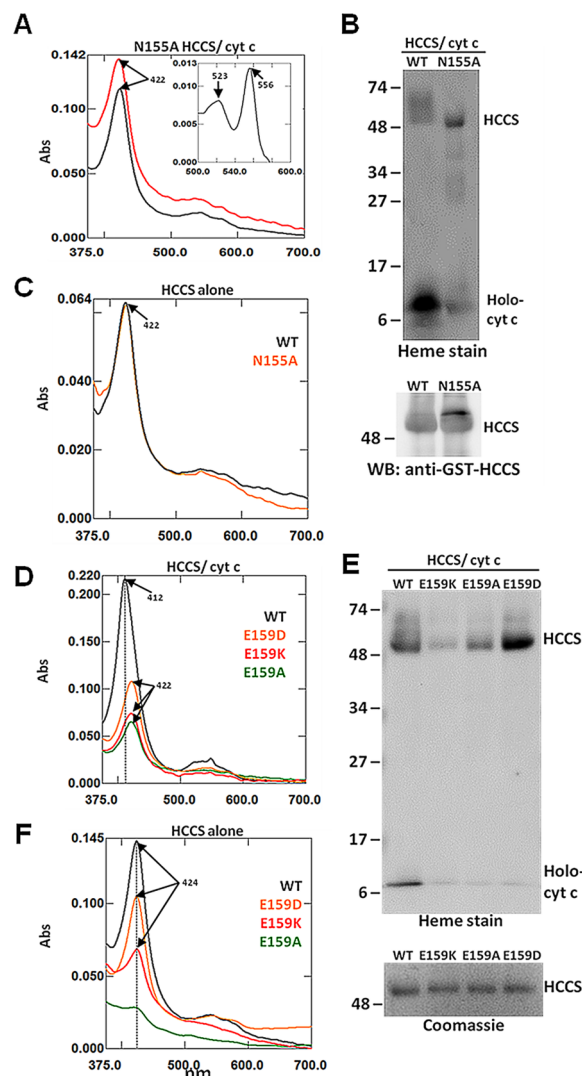 A
N155A HCCS/ cyt c
0.142
0.100
0.050
0.000
Abs
422
375.0 500.0 600.0 700.0
0.013
0.010
0.005
0.000
523
556
500.0 540.0 600.0
B
HCCS/ cyt c
WT N155A
74
48
34
27
17
6
HCCS
Holo-
cyt c
Heme stain
WT N155A
48
HCCS
WB: anti-GST-HCCS
C
HCCS alone
0.064
0.040
0.020
0.000
Abs
422
WT
N155A
375.0 500.0 600.0 700.0
D
HCCS/ cyt c
0.220
0.200
0.150
0.100
0.050
0.000
Abs
412
422
WT
E159D
E159K
E159A
375.0 500.0 600.0 700.0
E
HCCS/ cyt c
WT E159K E159A E159D
74
48
34
27
17
6
HCCS
Holo-
cyt c
Heme stain
WT E159K E159A E159D
48
HCCS
Coomassie
F
HCCS alone
0.145
0.100
0.050
0.000
Abs
424
WT
E159D
E159K
E159A
375.0 500.0 600.0 700.0
nm